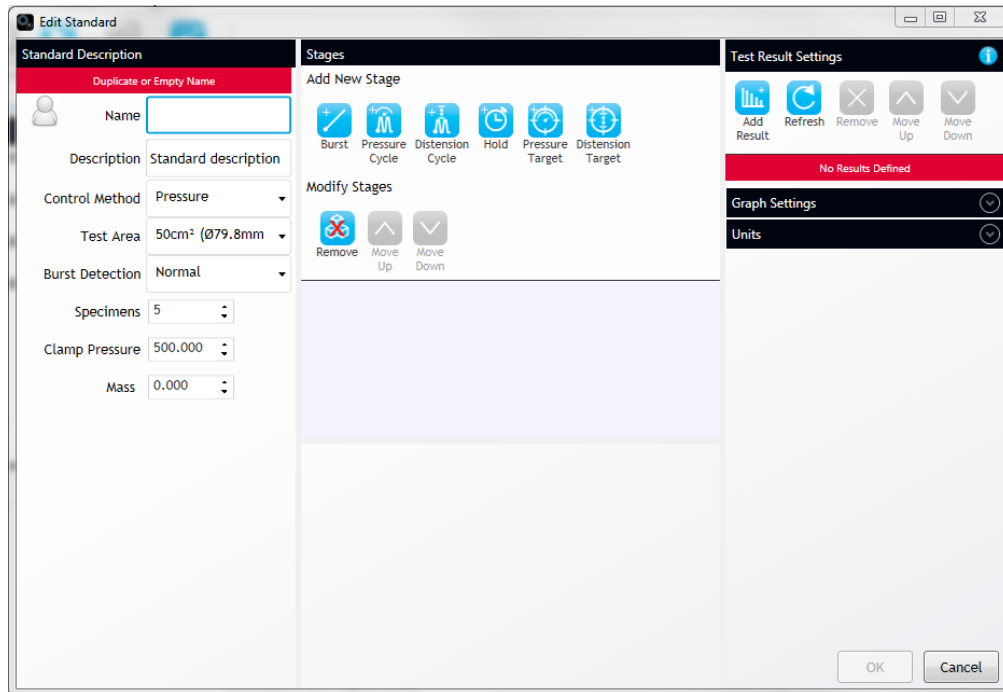 Edit Standard
Standard Description
Duplicate or Empty Name
Name
Description Standard description
Control Method Pressure
Test Area 50cm² (Ø79.8mm
Burst Detection Normal
Specimens 5
Clamp Pressure 500.000
Mass 0.000
Stages
Add New Stage
Burst Pressure Distension Hold Pressure Distension
Cycle Cycle Target Target
Modify Stages
Remove Move Move
Up Down
Test Result Settings
Add Refresh Remove Move Move
Result Up Down
No Results Defined
Graph Settings
Units
OK Cancel